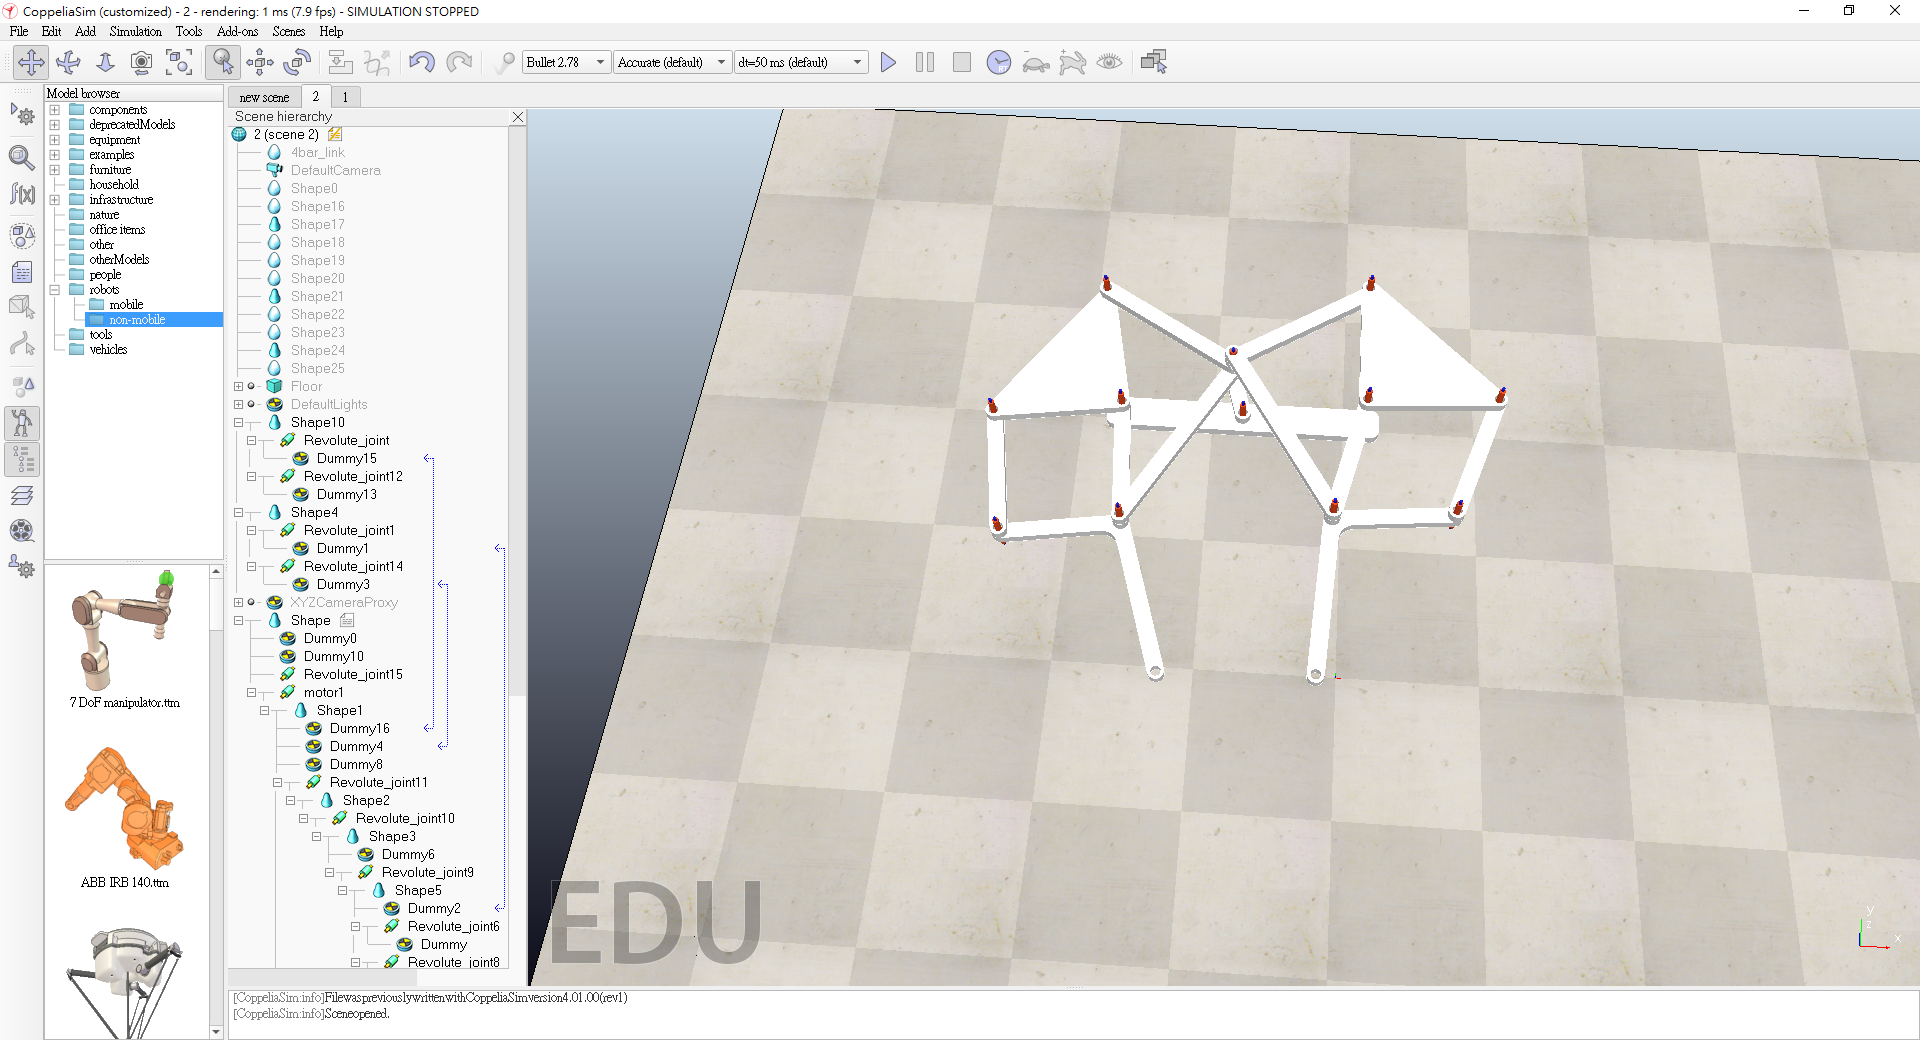 CoppeliaSim (customized) - 2 - rendering: 1 ms (7.9 fps) - SIMULATION STOPPED
File Edit Add Simulation Tools Add-ons Scenes Help
Bullet 2.78 Accurate (default) dt=50 ms (default)
Model browser
components
deprecatedModels
equipment
examples
furniture
household
infrastructure
nature
office items
other
otherModels
people
robots
mobile
non-mobile
tools
vehicles
7 DoF manipulator.ttm
ABB IRB 140.ttm
new scene 2 1
Scene hierarchy
2 (scene 2)
4bar_link
DefaultCamera
Shape0
Shape16
Shape17
Shape18
Shape19
Shape20
Shape21
Shape22
Shape23
Shape24
Shape25
Floor
DefaultLights
Shape10
Revolute_joint
Dummy15
Revolute_joint12
Dummy13
Shape4
Revolute_joint1
Dummy1
Revolute_joint14
Dummy3
XYZCameraProxy
Shape
Dummy0
Dummy10
Revolute_joint15
motor1
Shape1
Dummy16
Dummy4
Dummy8
Revolute_joint11
Shape2
Revolute_joint10
Shape3
Dummy6
Revolute_joint9
Shape5
Dummy2
Revolute_joint6
Dummy
Revolute_joint8
EDU
y
z
x
[CoppeliaSim:info]FilewaspreviouslywrittenwithCoppeliaSimversion4.01.00(rev1)
[CoppeliaSim:info]Sceneopened.